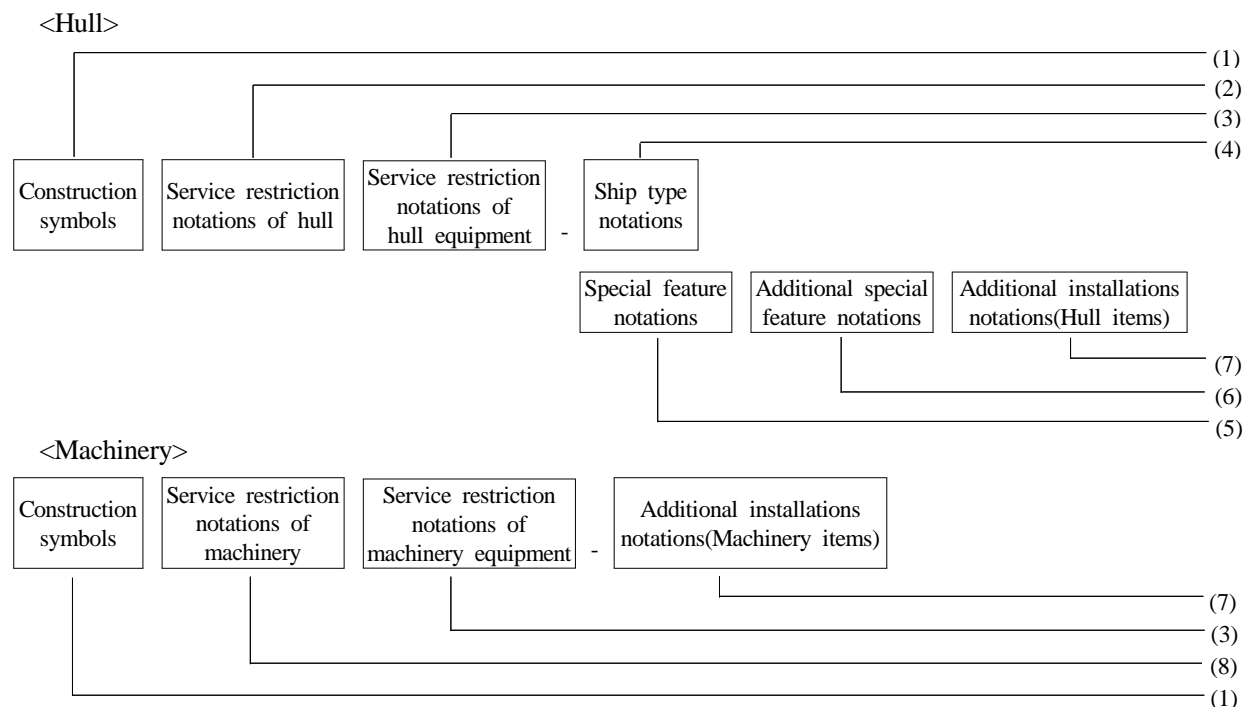 <Hull>
(1)
(2)
(3)
(4)
Construction
symbols
Service restriction
notations of hull
Service restriction
notations of
hull equipment
-
Ship type
notations
Special feature
notations
Additional special
feature notations
Additional installations
notations(Hull items)
(7)
(6)
(5)
<Machinery>
Construction
symbols
Service restriction
notations of
machinery
Service restriction
notations of
machinery equipment
-
Additional installations
notations(Machinery items)
(7)
(3)
(8)
(1)